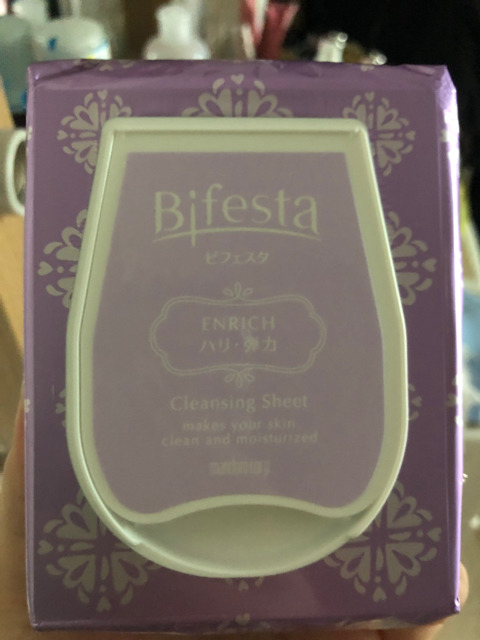 Bifesta
ビフェスタ
ENRICH
ハリ・弾力
Cleansing Sheet
makes your skin
clean and moisturized
mandom corp.